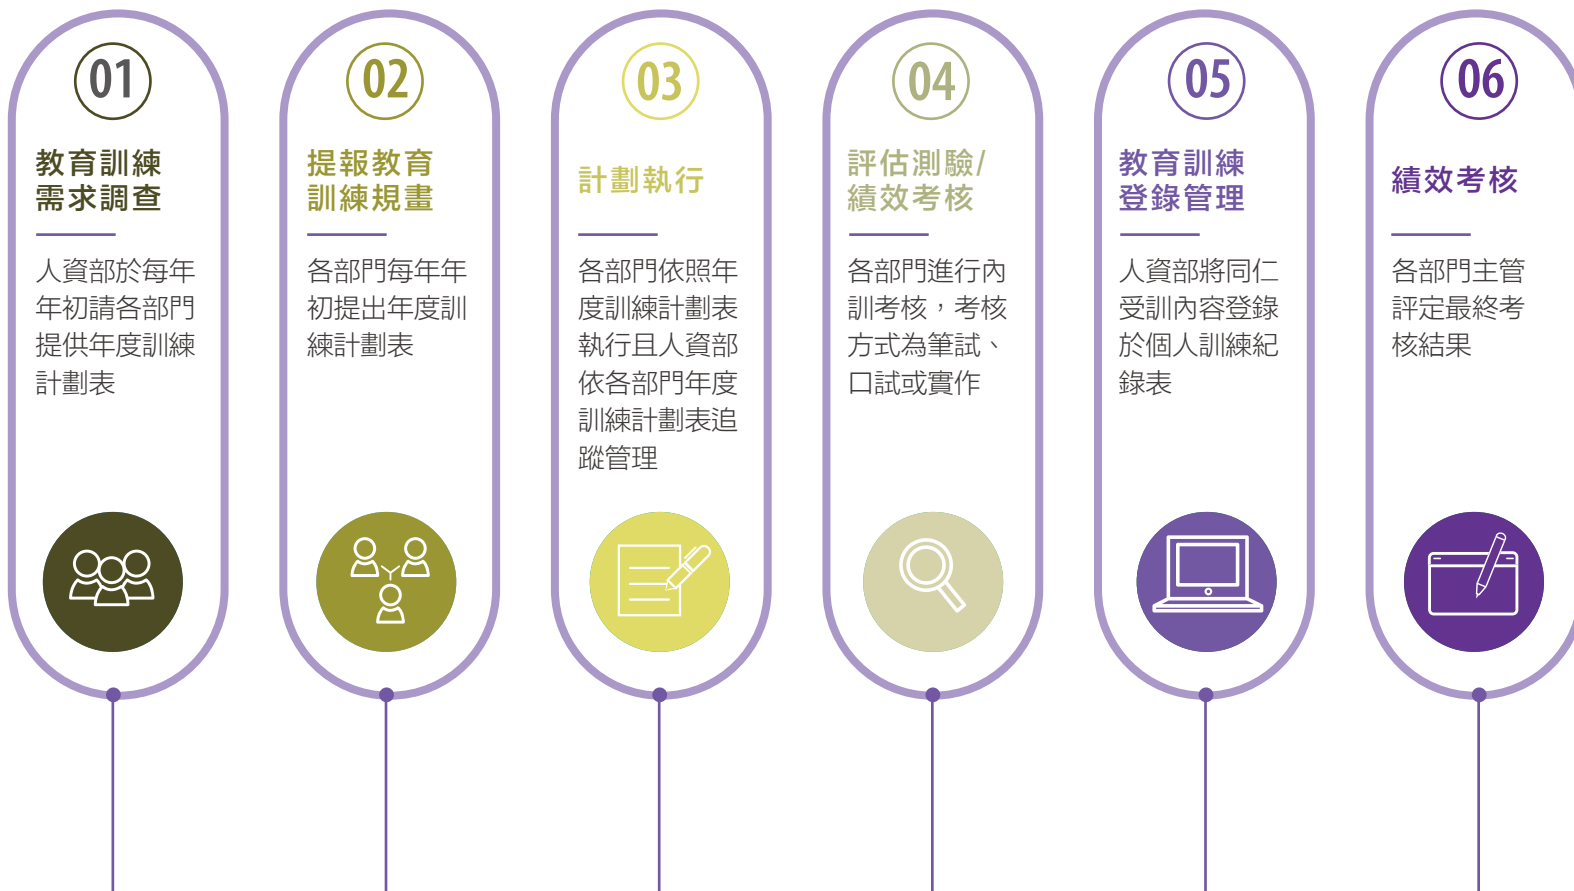 01
教育訓練
需求調查
人資部於每年
年初請各部門
提供年度訓練
計劃表
02
提報教育
訓練規畫
各部門每年年
初提出年度訓
練計劃表
03
計劃執行
各部門依照年
度訓練計劃表
執行且人資部
依各部門年度
訓練計劃表追
蹤管理
04
評估測驗/
績效考核
各部門進行內
訓考核，考核
方式為筆試、
口試或實作
05
教育訓練
登錄管理
人資部將同仁
受訓內容登錄
於個人訓練紀
錄表
06
績效考核
各部門主管
評定最終考
核結果